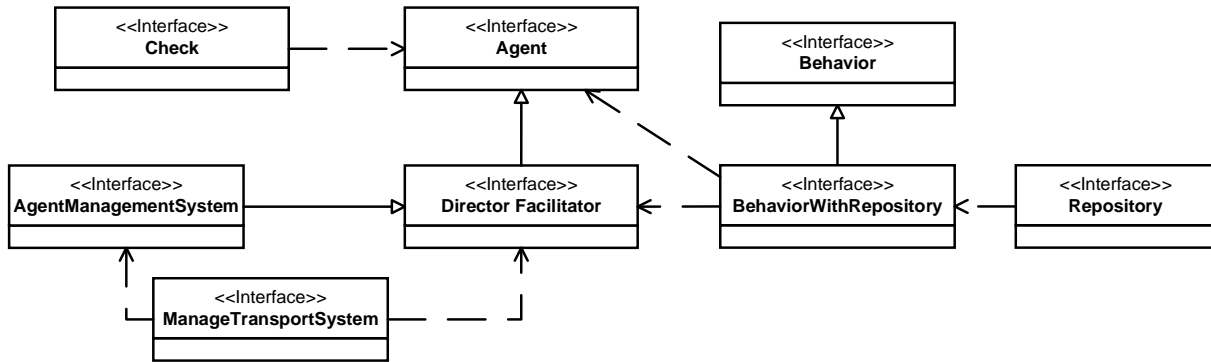 <<Interface>>
Check
<<Interface>>
Agent
<<Interface>>
Behavior
<<Interface>>
AgentManagementSystem
<<Interface>>
Director Facilitator
<<Interface>>
BehaviorWithRepository
<<Interface>>
Repository
<<Interface>>
ManageTransportSystem